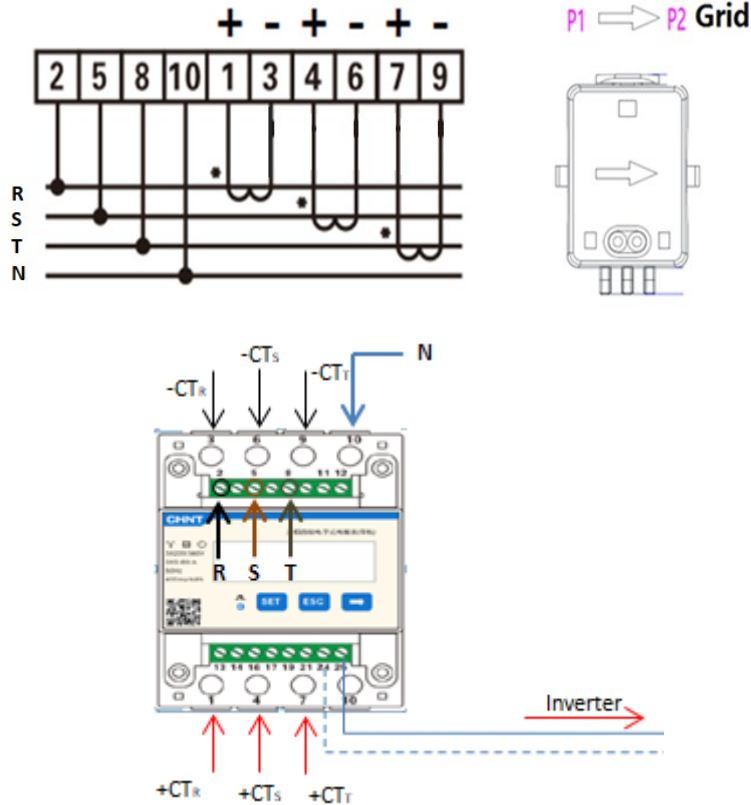 + - + - + -
P1 P2 Grid
2 5 8 10 1 3 4 6 7 9
R
S
T
N
-CTS N
-CTR -CTT
3 6 9 10
2 5 8 11 12
CHNT
R S T
SET ESC
13 14 16 17 19 21 24 25
1 4 7 10
Inverter
+CTR +CTS +CTT